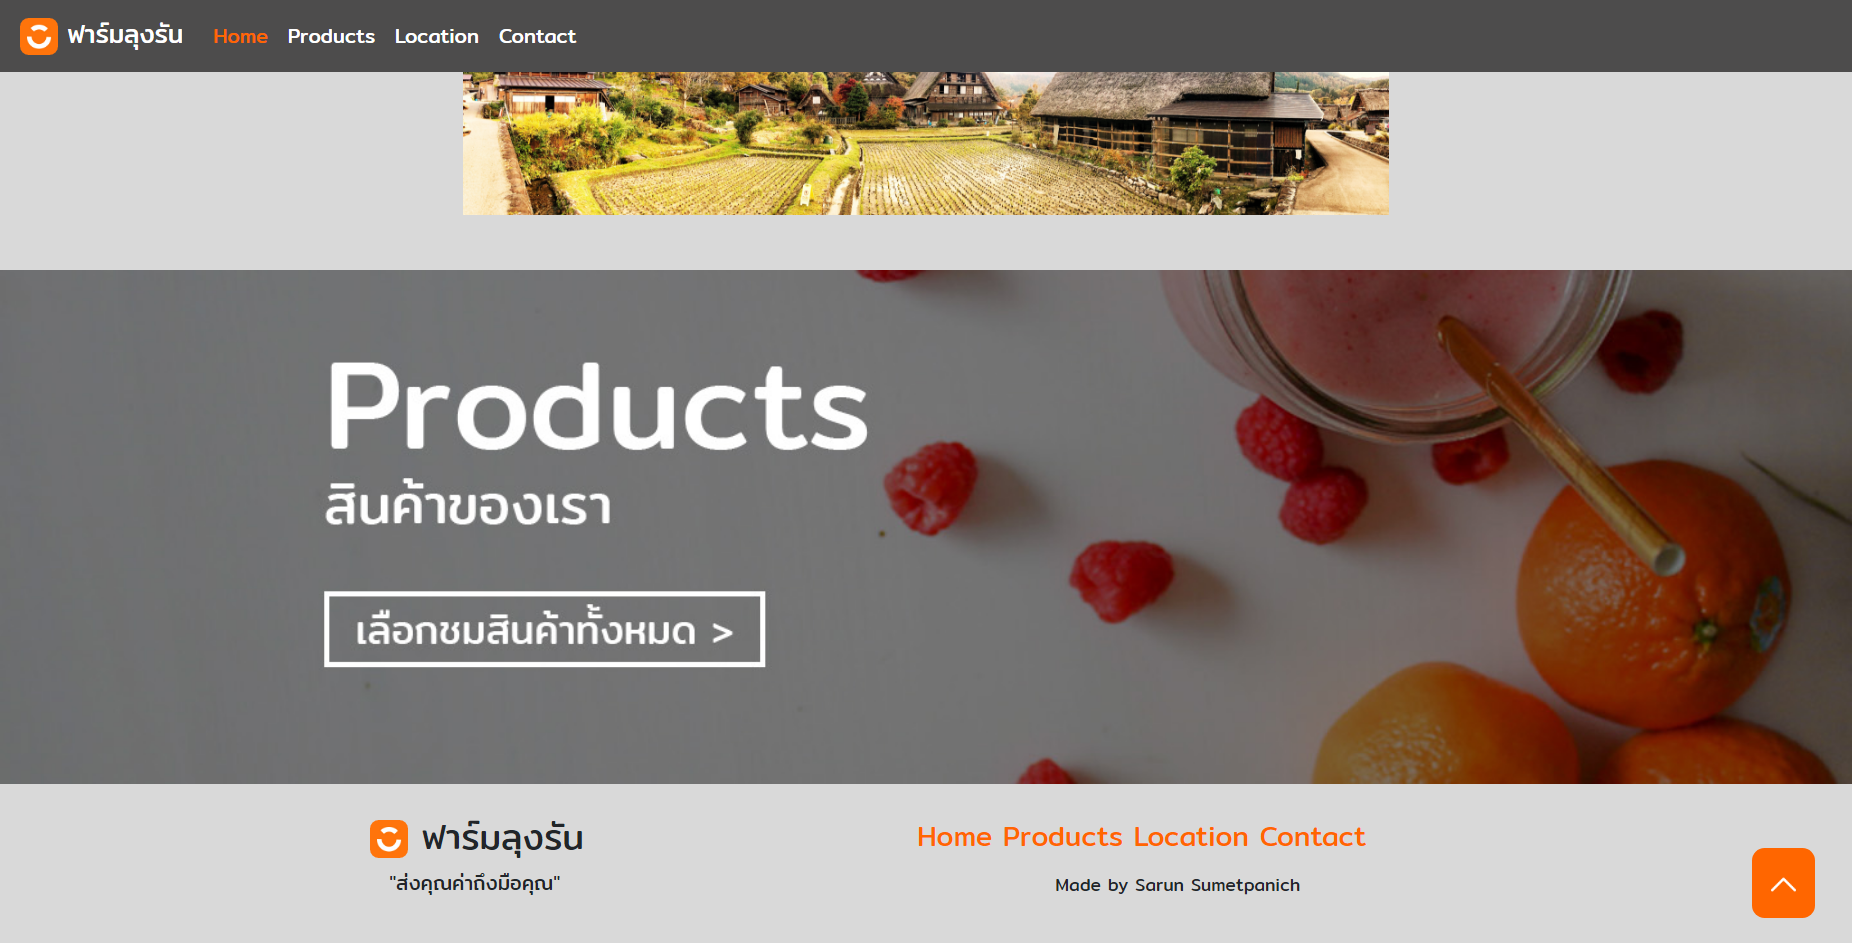 ฟาร์มลุงรัน Home Products Location Contact
Products
สินค้าของเรา
เลือกชมสินค้าทั้งหมด >
ฟาร์มลุงรัน
"ส่งคุณค่าถึงมือคุณ"
Home Products Location Contact
Made by Sarun Sumetpanich